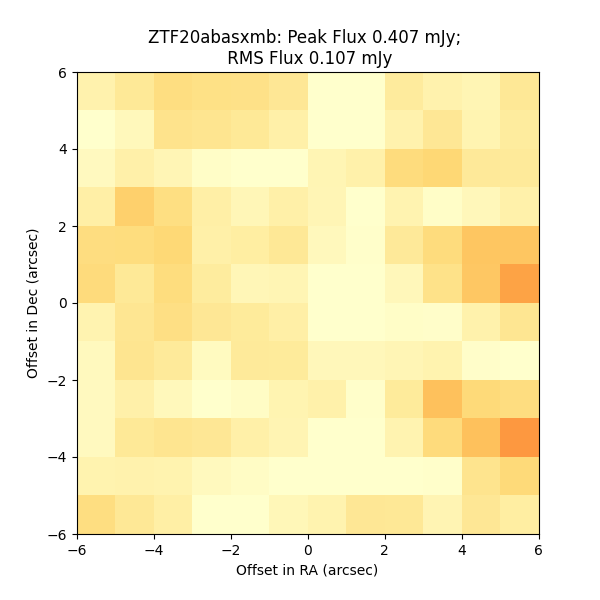 ZTF20abasxmb: Peak Flux 0.407 mJy;
RMS Flux 0.107 mJy
6
4
2
0
−2
−4
−6
Offset in Dec (arcsec)
−6 −4 −2 0 2 4 6
Offset in RA (arcsec)